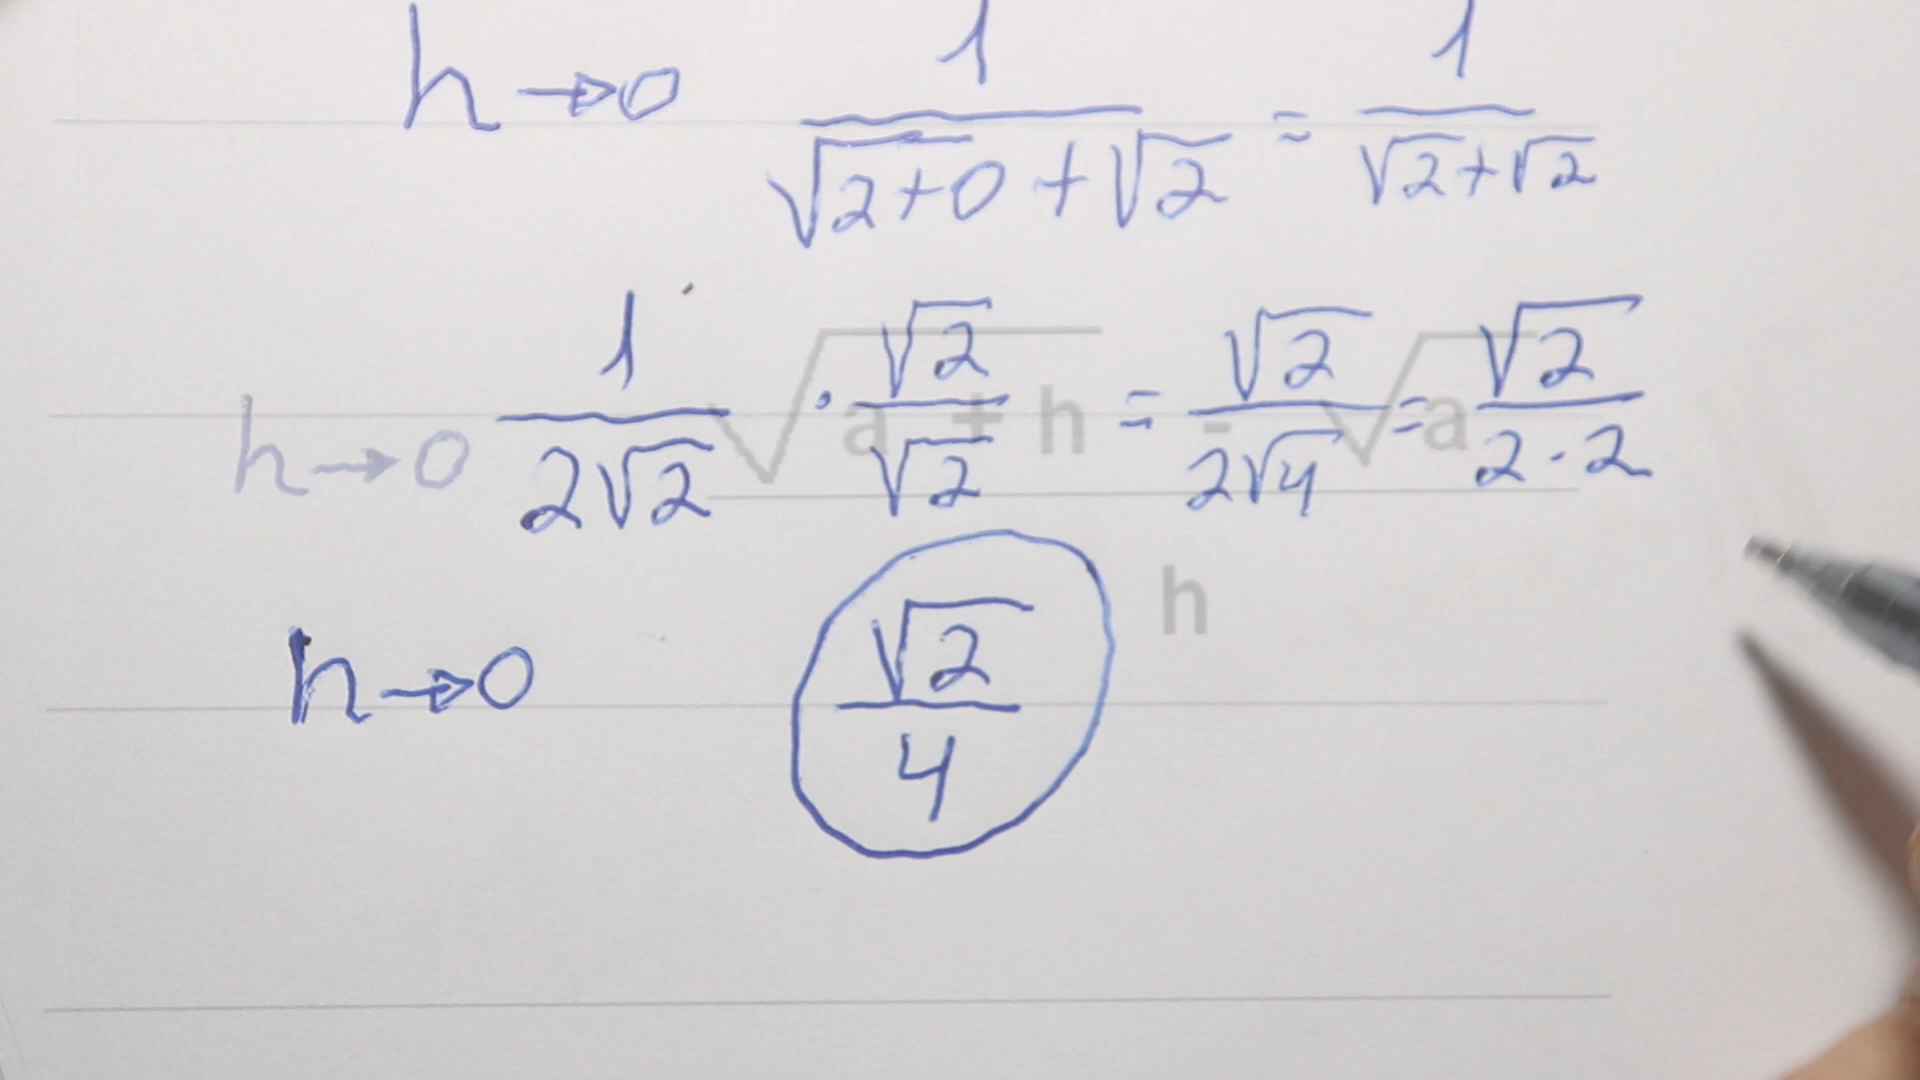 h→0 1/(√(2+0) + √2) = 1/(√2+√2)
h→0 1/(2√2) · √2/√2 = √2/(2√4) = √2/(2·2)
(√(a + h) - √a)/h
h→0 √2/4